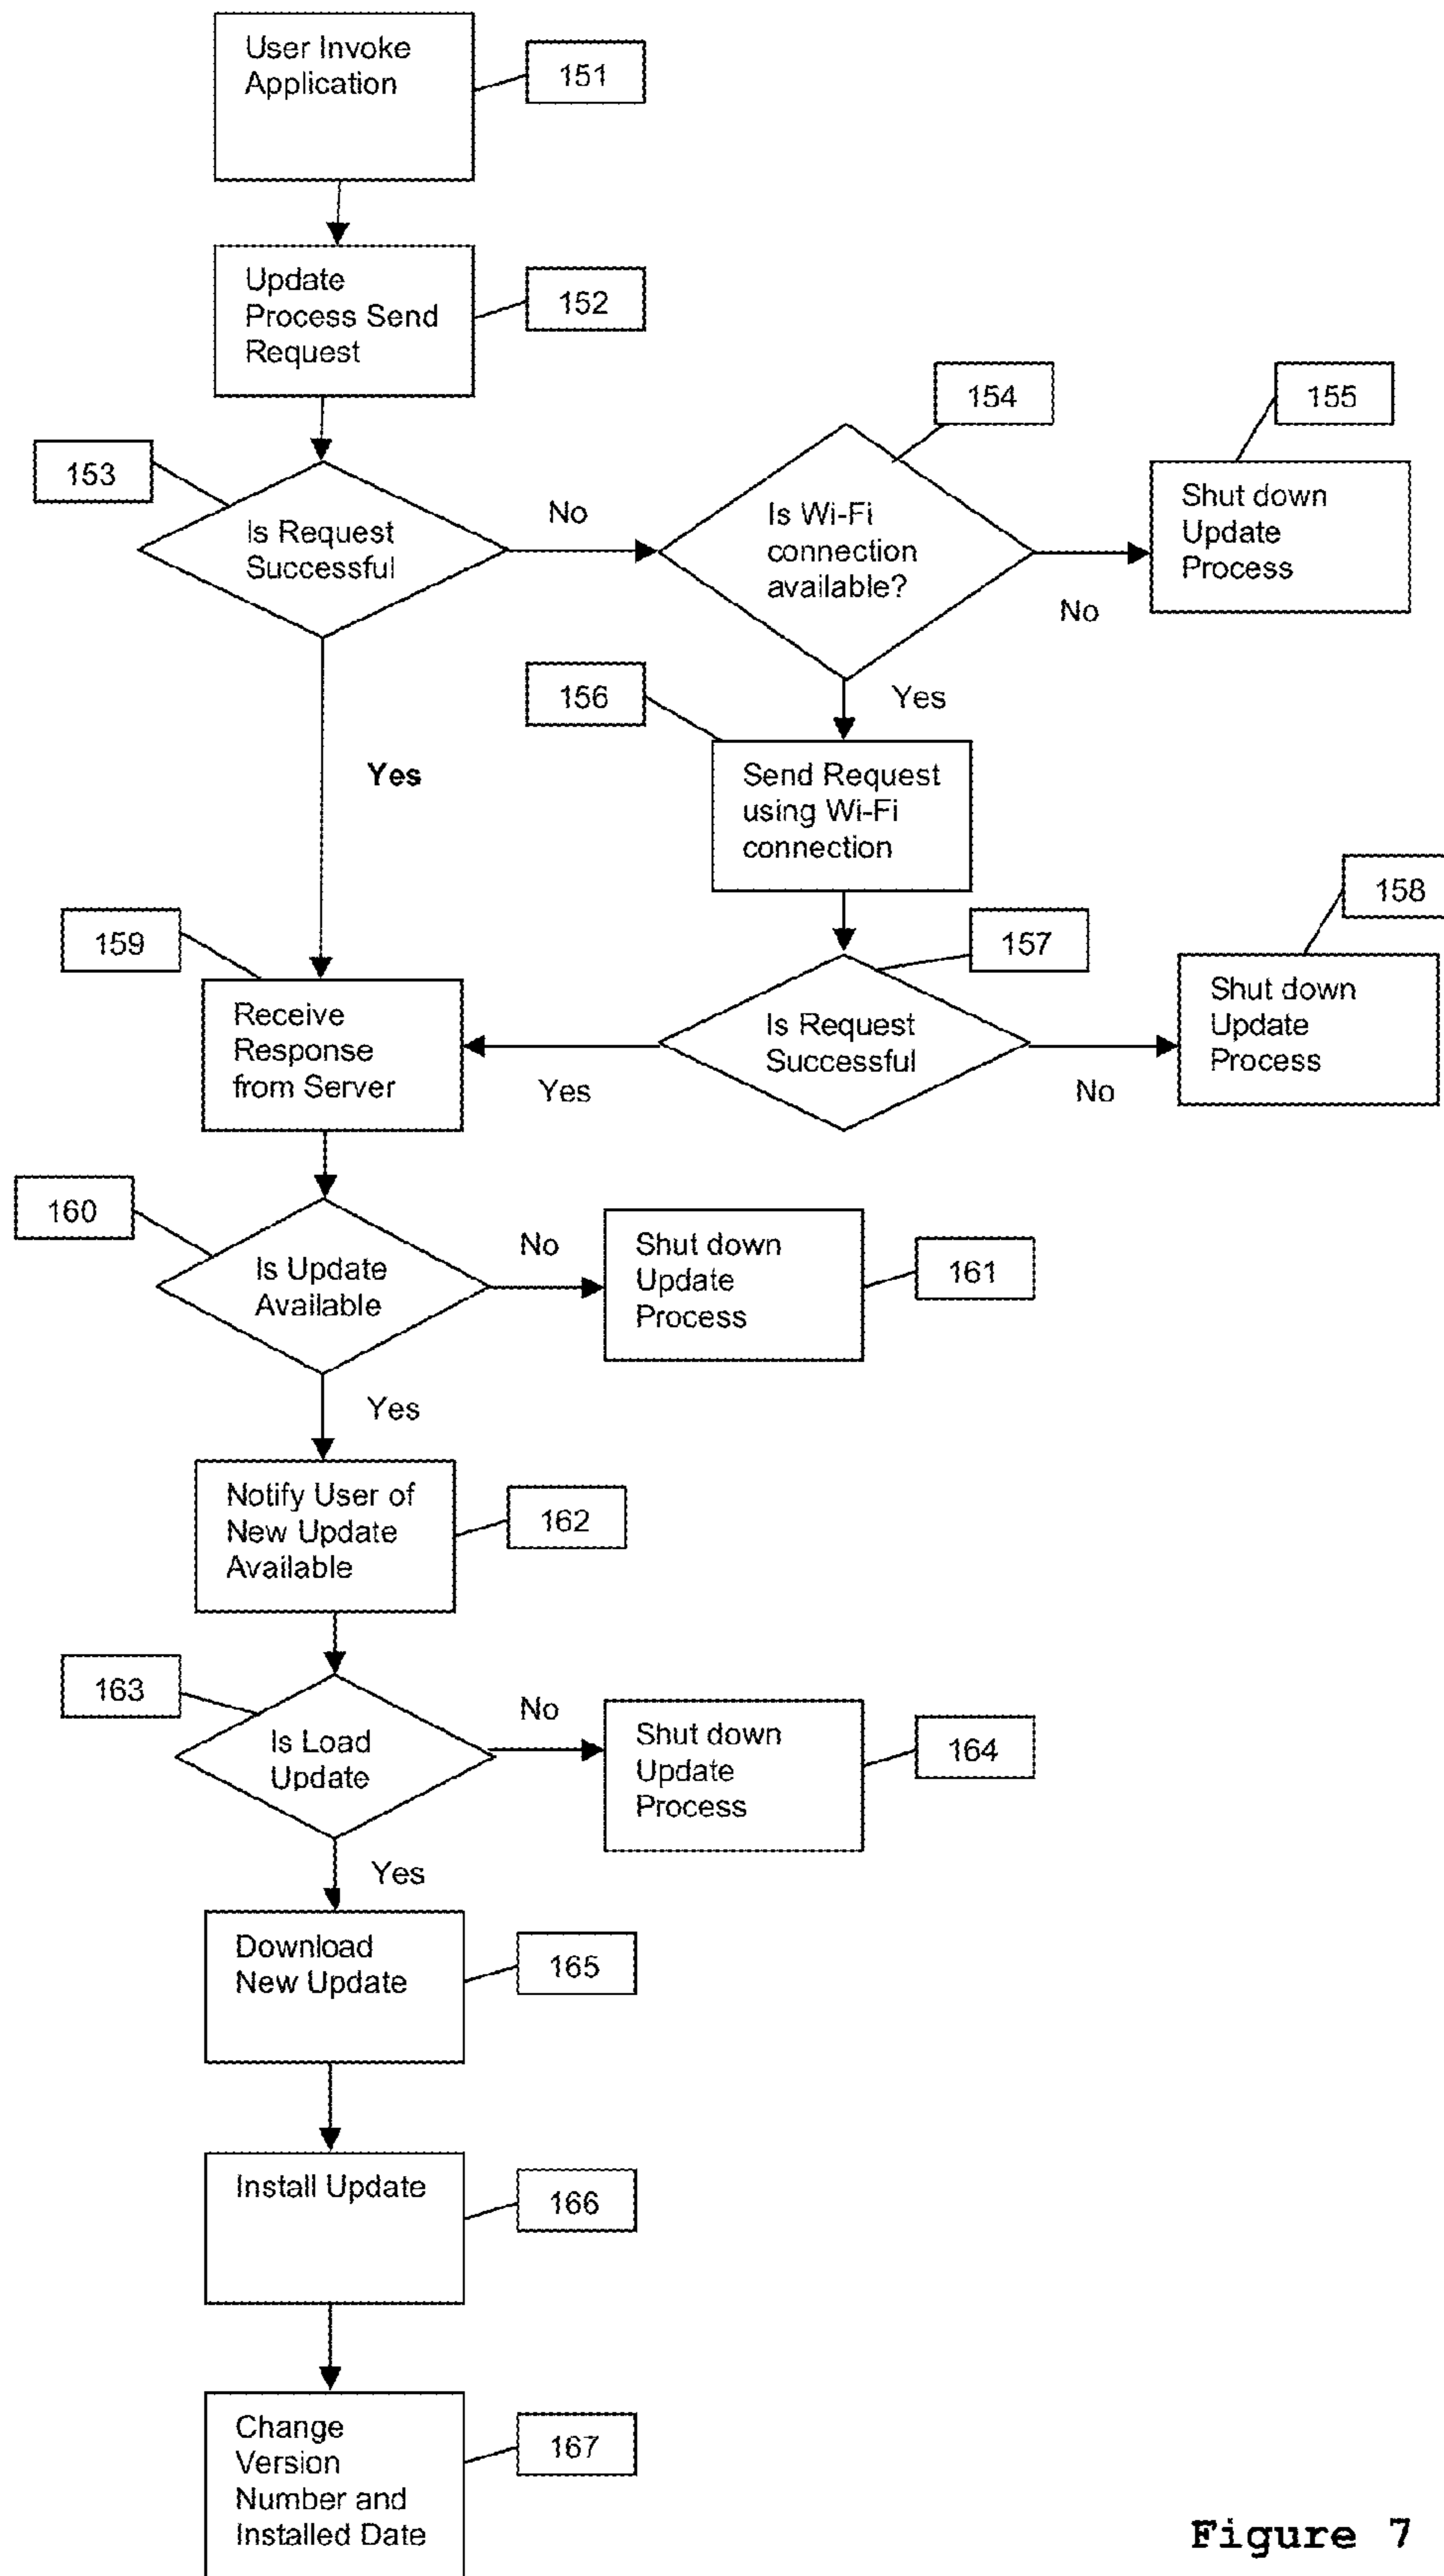 User Invoke
Application
151
Update
Process Send
Request
152
153
Is Request
Successful
No
154
Is Wi-Fi
connection
available?
No
155
Shut down
Update
Process
Yes
156
Send Request
using Wi-Fi
connection
Yes
157
Is Request
Successful
No
158
Shut down
Update
Process
Yes
159
Receive
Response
from Server
160
Is Update
Available
No
Shut down
Update
Process
161
Yes
Notify User of
New Update
Available
162
163
Is Load
Update
No
Shut down
Update
Process
164
Yes
Download
New Update
165
Install Update
166
Change
Version
Number and
Installed Date
167
Figure 7